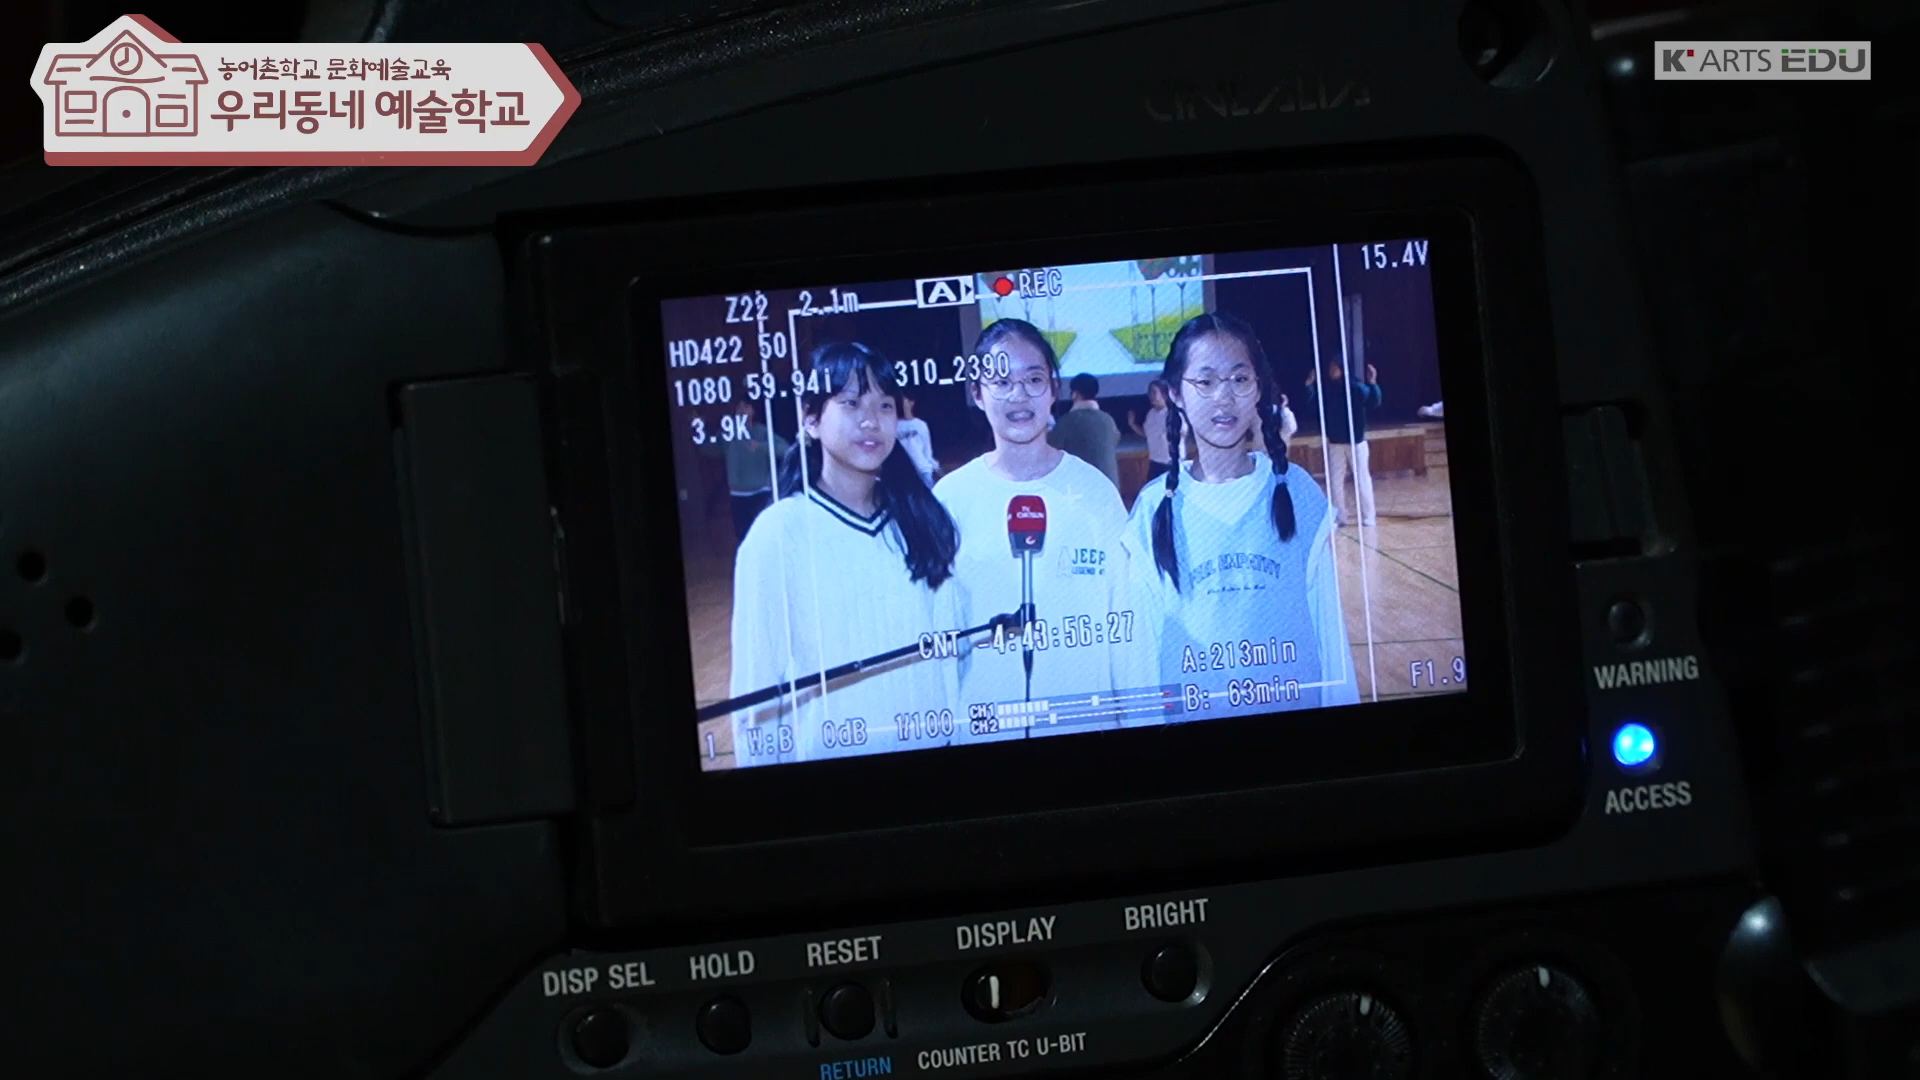 농어촌학교 문화예술교육
우리동네 예술학교
K ARTS EDU
CINEALTA
Z22 2.1m
A
REC
15.4V
HD422 50
1080 59.94i
310_2390
3.9K
JEEP
EMPATHY
CNT -4:43:56:27
A:213min
B: 63min
F1.9
1 W:B 0dB 1/100
CH1
CH2
WARNING
ACCESS
DISP SEL
HOLD
RESET
DISPLAY
BRIGHT
RETURN
COUNTER TC U-BIT